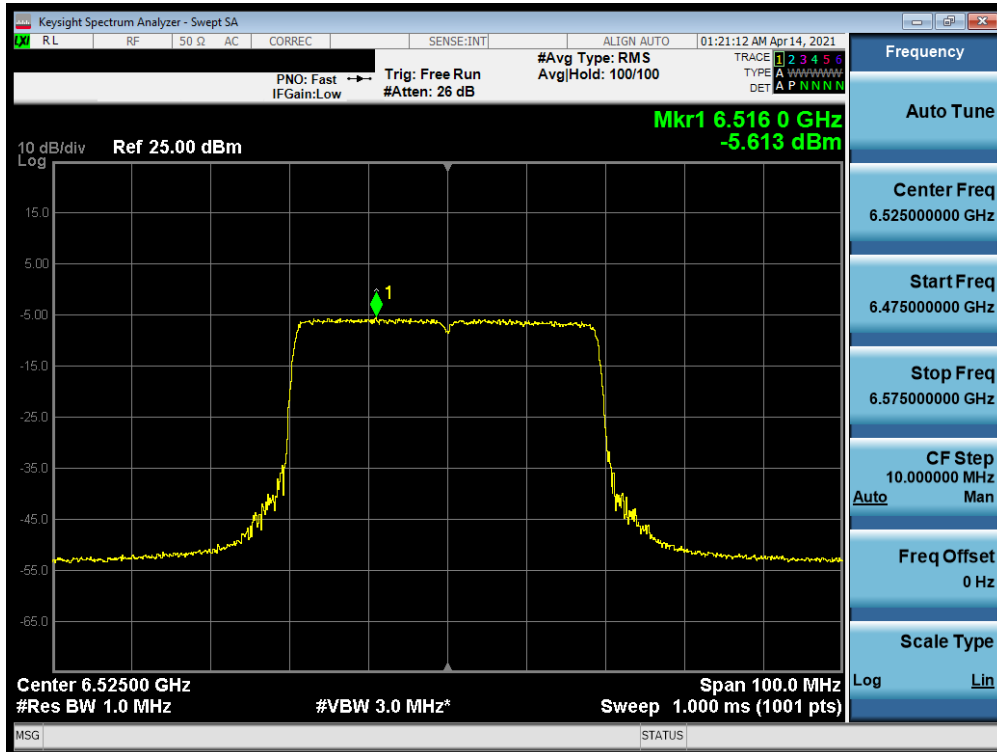 Keysight Spectrum Analyzer - Swept SA
LXI RL RF 50 Ω AC CORREC SENSE:INT ALIGN AUTO 01:21:12 AM Apr 14, 2021
Frequency
PNO: Fast
IFGain:Low
Trig: Free Run
#Atten: 26 dB
#Avg Type: RMS
Avg|Hold: 100/100
TRACE 1 2 3 4 5 6
TYPE A WWWWW
DET A P N N N N
Mkr1 6.516 0 GHz
-5.613 dBm
10 dB/div Ref 25.00 dBm
Log
15.0
5.00
-5.00
-15.0
-25.0
-35.0
-45.0
-55.0
-65.0
1
Center 6.52500 GHz Span 100.0 MHz
#Res BW 1.0 MHz #VBW 3.0 MHz* Sweep 1.000 ms (1001 pts)
MSG STATUS
Auto Tune
Center Freq
6.525000000 GHz
Start Freq
6.475000000 GHz
Stop Freq
6.575000000 GHz
CF Step
10.000000 MHz
Auto Man
Freq Offset
0 Hz
Scale Type
Log Lin